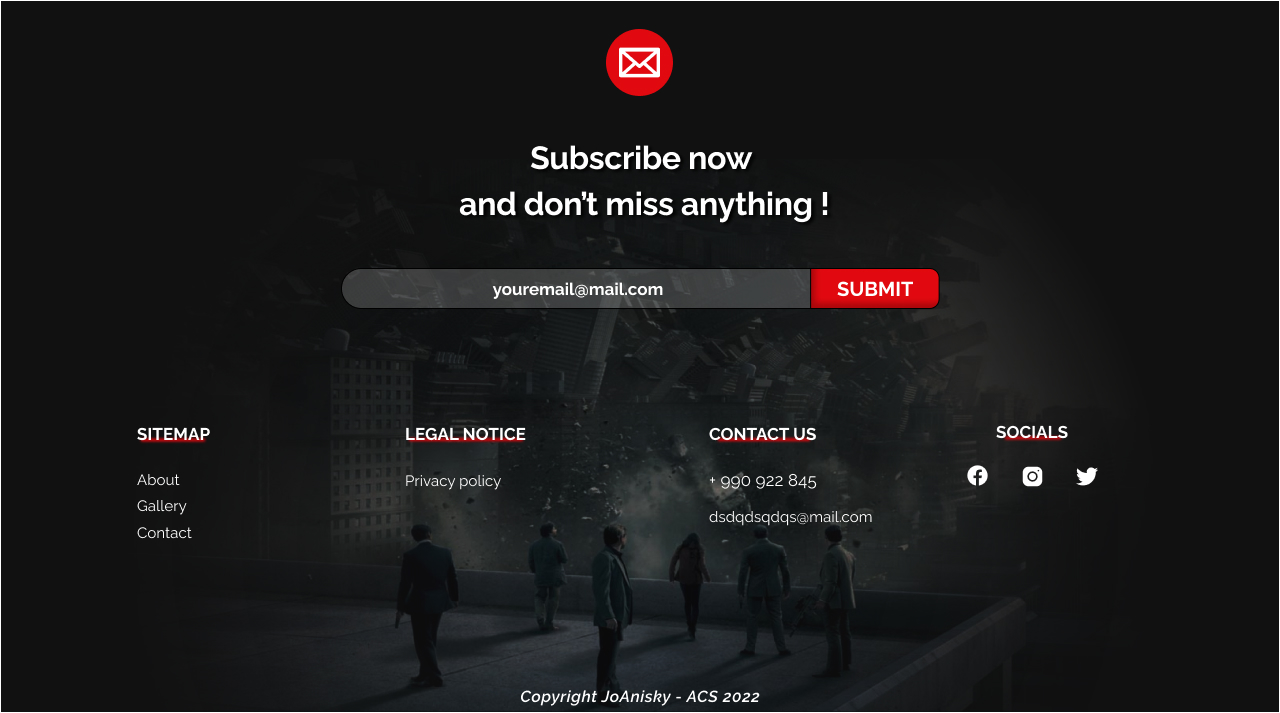 Subscribe now
and don’t miss anything !
youremail@mail.com
SUBMIT
SITEMAP
About
Gallery
Contact
LEGAL NOTICE
Privacy policy
CONTACT US
+ 990 922 845
dsdqdsqdqs@mail.com
SOCIALS
Copyright JoAnisky - ACS 2022